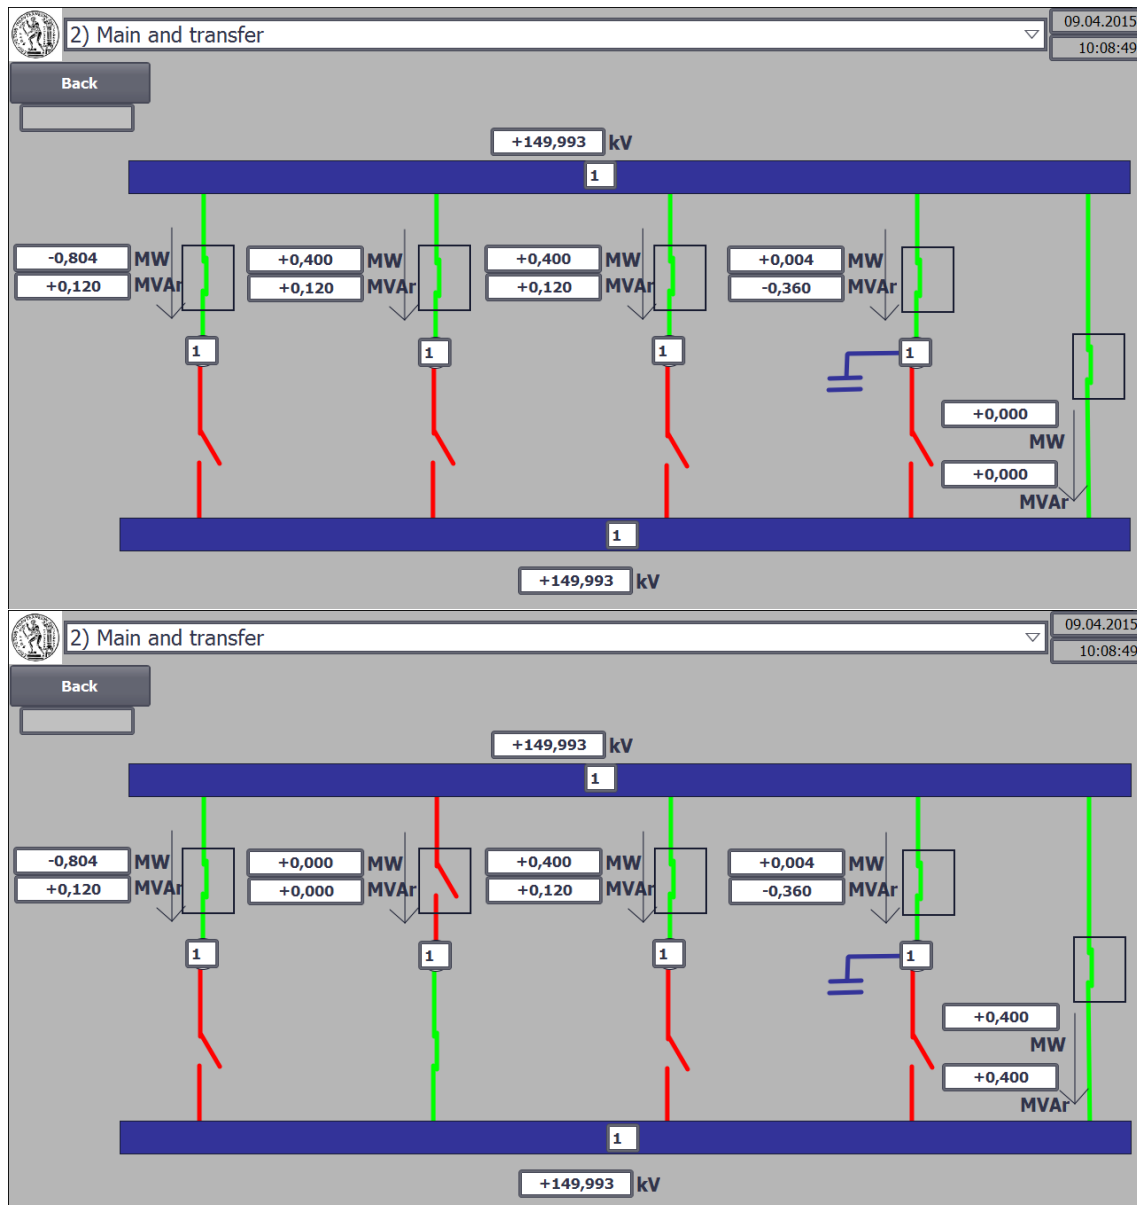 2) Main and transfer
09.04.2015
10:08:49
Back
+149,993 kV
1
-0,804 MW +0,400 MW +0,400 MW +0,004 MW
+0,120 MVAr +0,120 MVAr +0,120 MVAr -0,360 MVAr
1 1 1 1
+0,000
MW
+0,000
MVAr
1
+149,993 kV
2) Main and transfer
09.04.2015
10:08:49
Back
+149,993 kV
1
-0,804 MW +0,000 MW +0,400 MW +0,004 MW
+0,120 MVAr +0,000 MVAr +0,120 MVAr -0,360 MVAr
1 1 1 1
+0,400
MW
+0,400
MVAr
1
+149,993 kV